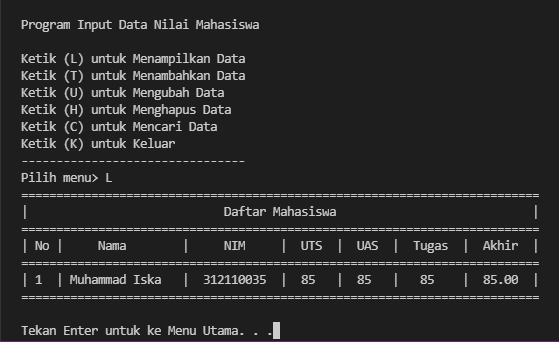 Program Input Data Nilai Mahasiswa
Ketik (L) untuk Menampilkan Data
Ketik (T) untuk Menambahkan Data
Ketik (U) untuk Mengubah Data
Ketik (H) untuk Menghapus Data
Ketik (C) untuk Mencari Data
Ketik (K) untuk Keluar
--------------------------------
Pilih menu> L
==========================================================================
| Daftar Mahasiswa |
==========================================================================
| No | Nama | NIM | UTS | UAS | Tugas | Akhir |
==========================================================================
| 1 | Muhammad Iska | 312110035 | 85 | 85 | 85 | 85.00 |
==========================================================================
Tekan Enter untuk ke Menu Utama. . .